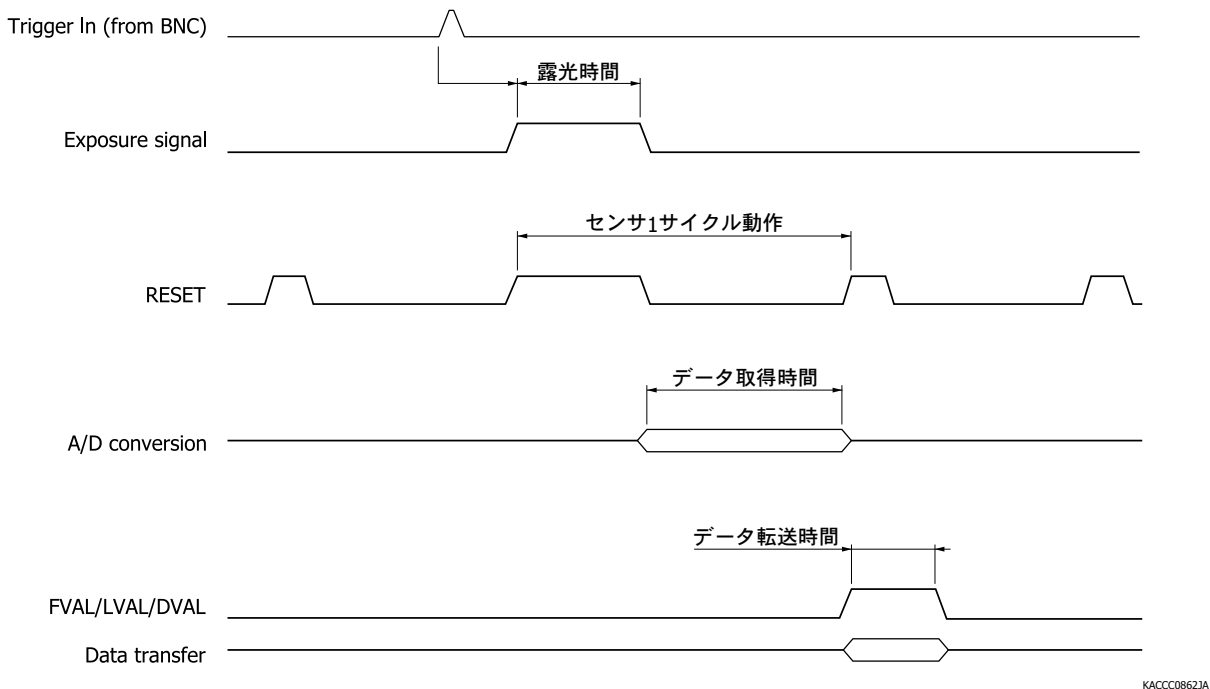 Trigger In (from BNC)
露光時間
Exposure signal
センサ1サイクル動作
RESET
データ取得時間
A/D conversion
データ転送時間
FVAL/LVAL/DVAL
Data transfer
KACCC0862JA